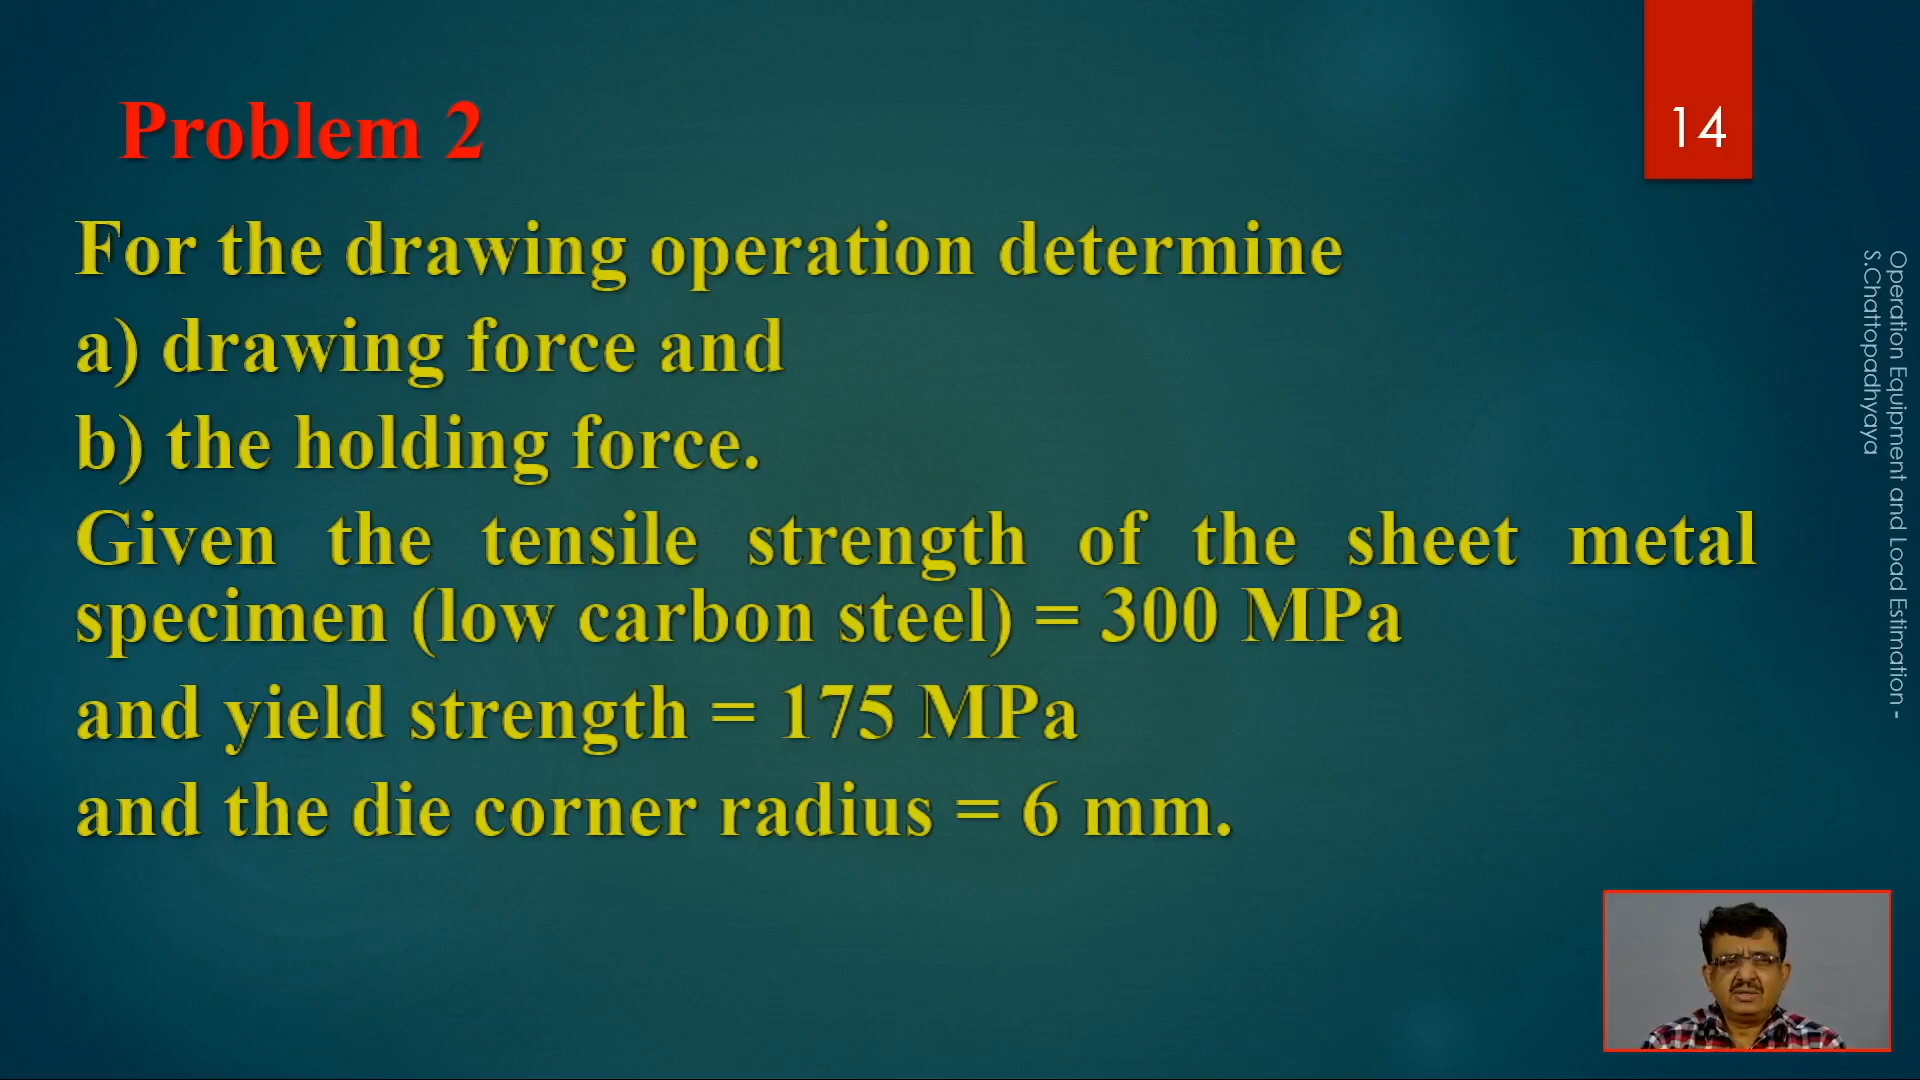 Problem 2
14
For the drawing operation determine
a) drawing force and
b) the holding force.
Given the tensile strength of the sheet metal
specimen (low carbon steel) = 300 MPa
and yield strength = 175 MPa
and the die corner radius = 6 mm.
Operation Equipment and Load Estimation -
S.Chattopadhyaya